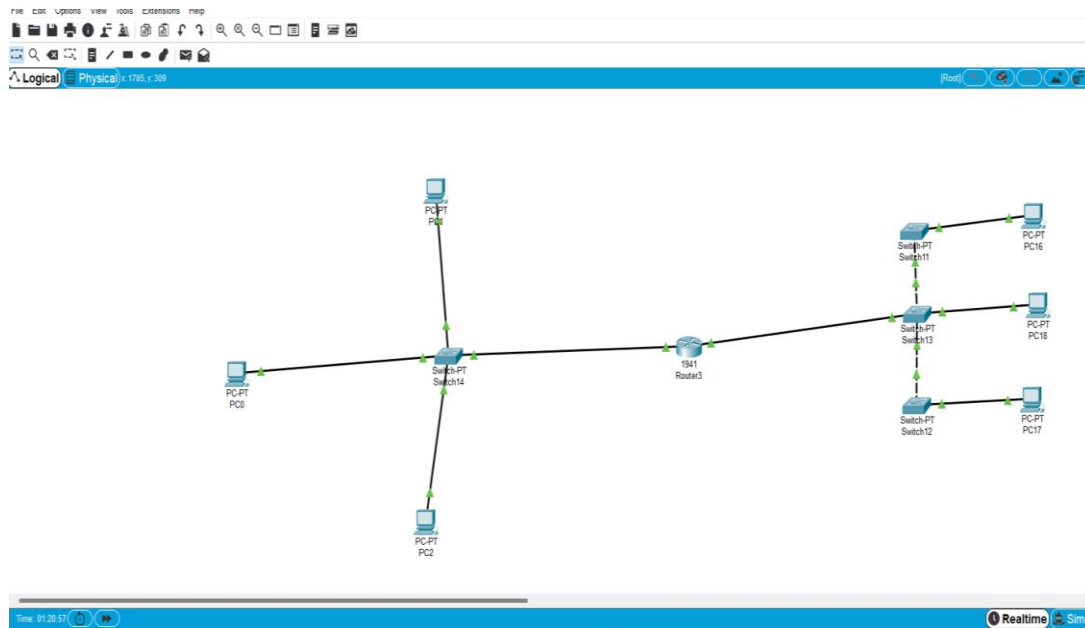 File Edit Options View Tools Extensions Help
Logical Physical x: 1785, y: 309 [Root]
PC-PT
PC1
Switch-PT
Switch11
PC-PT
PC16
Switch-PT
Switch13
PC-PT
PC18
1941
Router3
Switch-PT
Switch14
PC-PT
PC0
Switch-PT
Switch12
PC-PT
PC17
PC-PT
PC2
Time: 01:20:57 Realtime